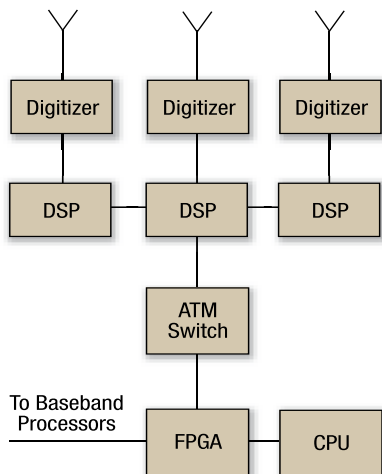 Digitizer
Digitizer
Digitizer
DSP
DSP
DSP
ATM
Switch
To Baseband
Processors
FPGA
CPU